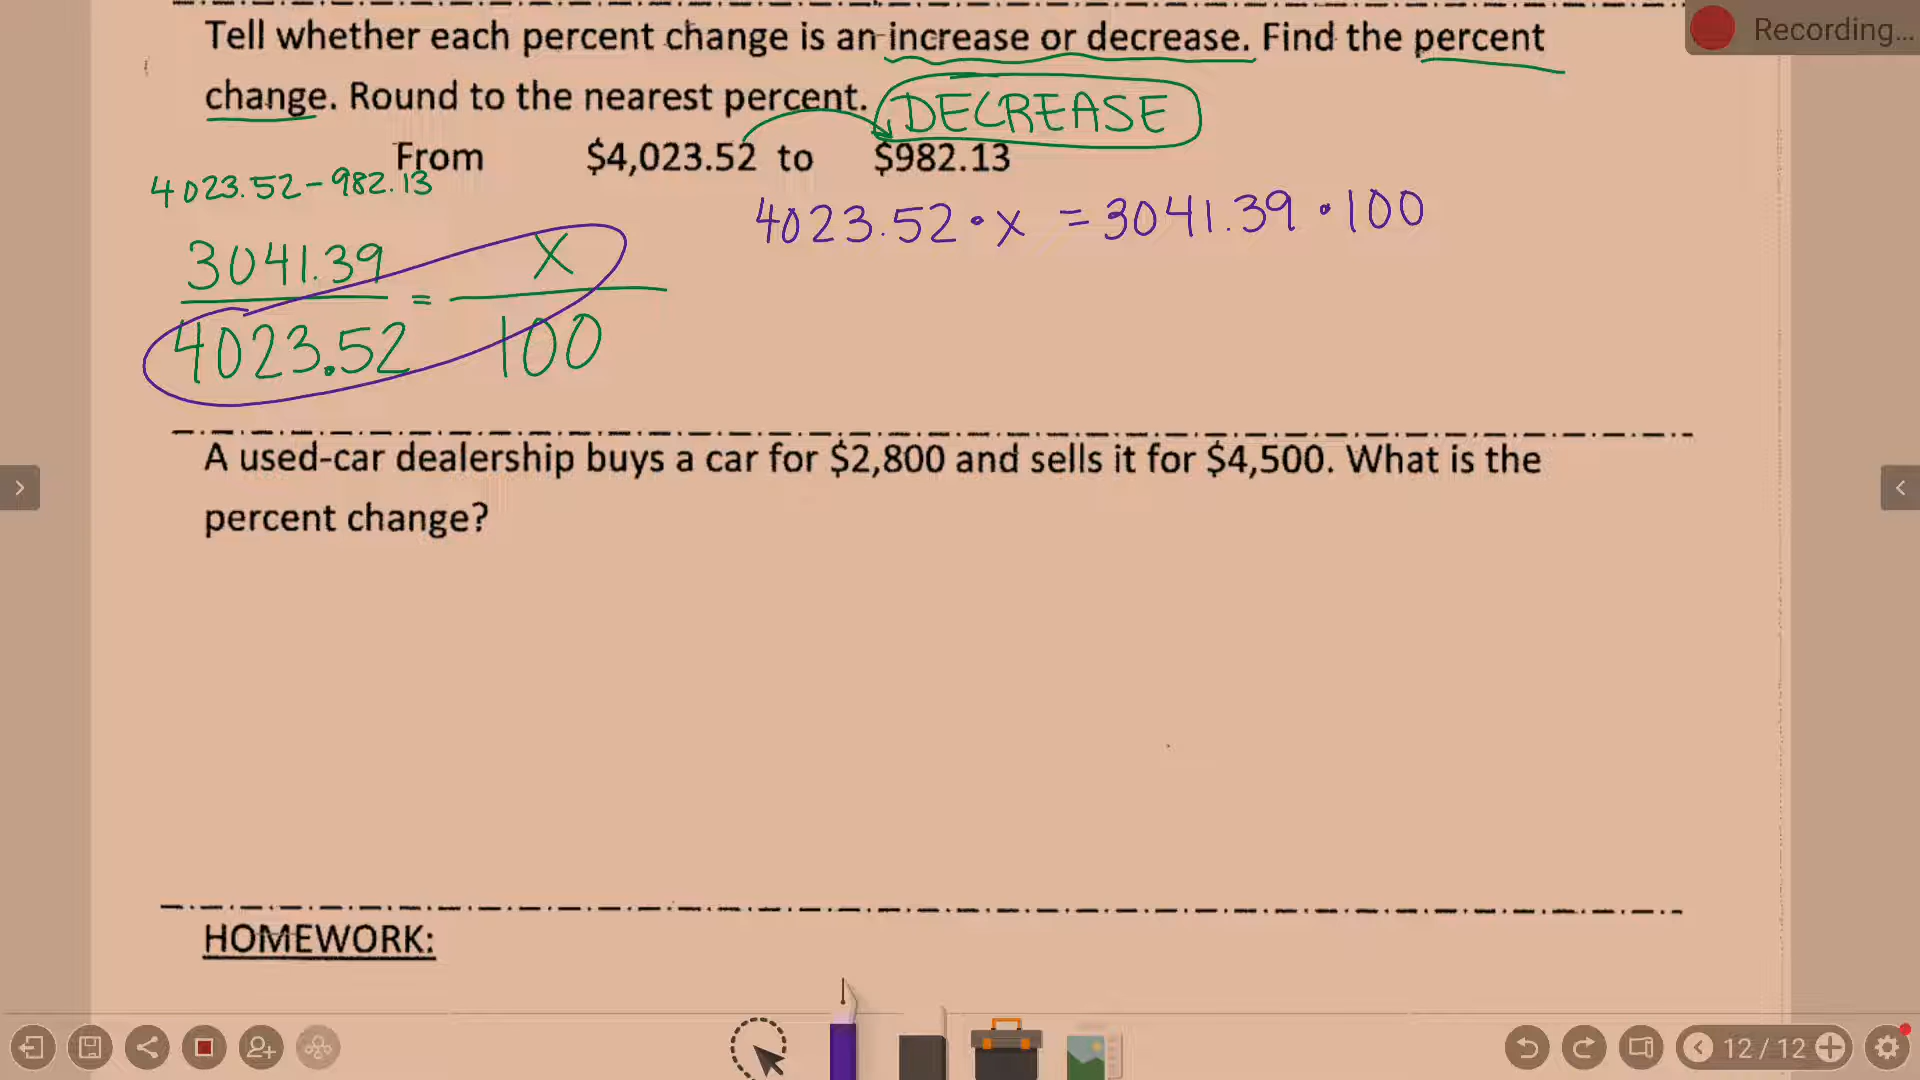 Recording...
Tell whether each percent change is an increase or decrease. Find the percent
change. Round to the nearest percent. DECREASE
From $4,023.52 to $982.13
4023.52 - 982.13
4023.52 • x = 3041.39 • 100
3041.39 = x
4023.52 100
A used-car dealership buys a car for $2,800 and sells it for $4,500. What is the
percent change?
HOMEWORK:
12 / 12